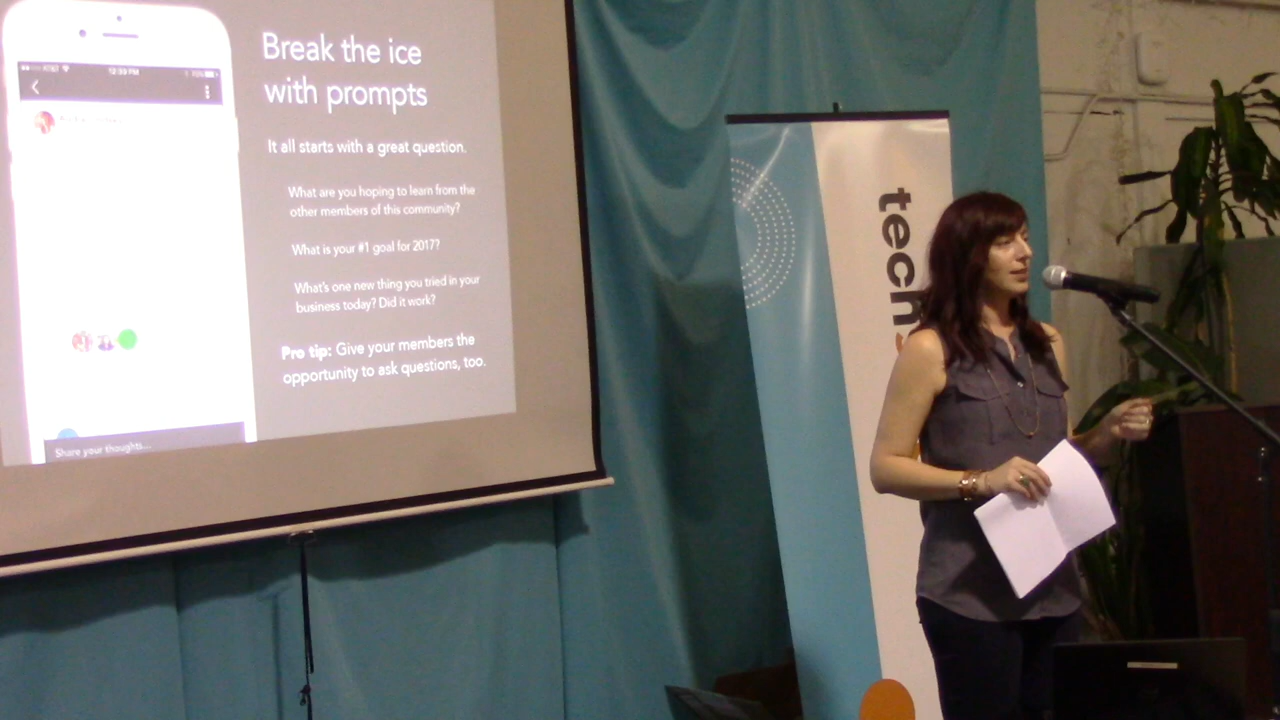 12:33 PM
Break the ice
with prompts
It all starts with a great question.
What are you hoping to learn from the
other members of this community?
What is your #1 goal for 2017?
What's one new thing you tried in your
business today? Did it work?
Pro tip: Give your members the
opportunity to ask questions, too.
Share your thoughts...
tech